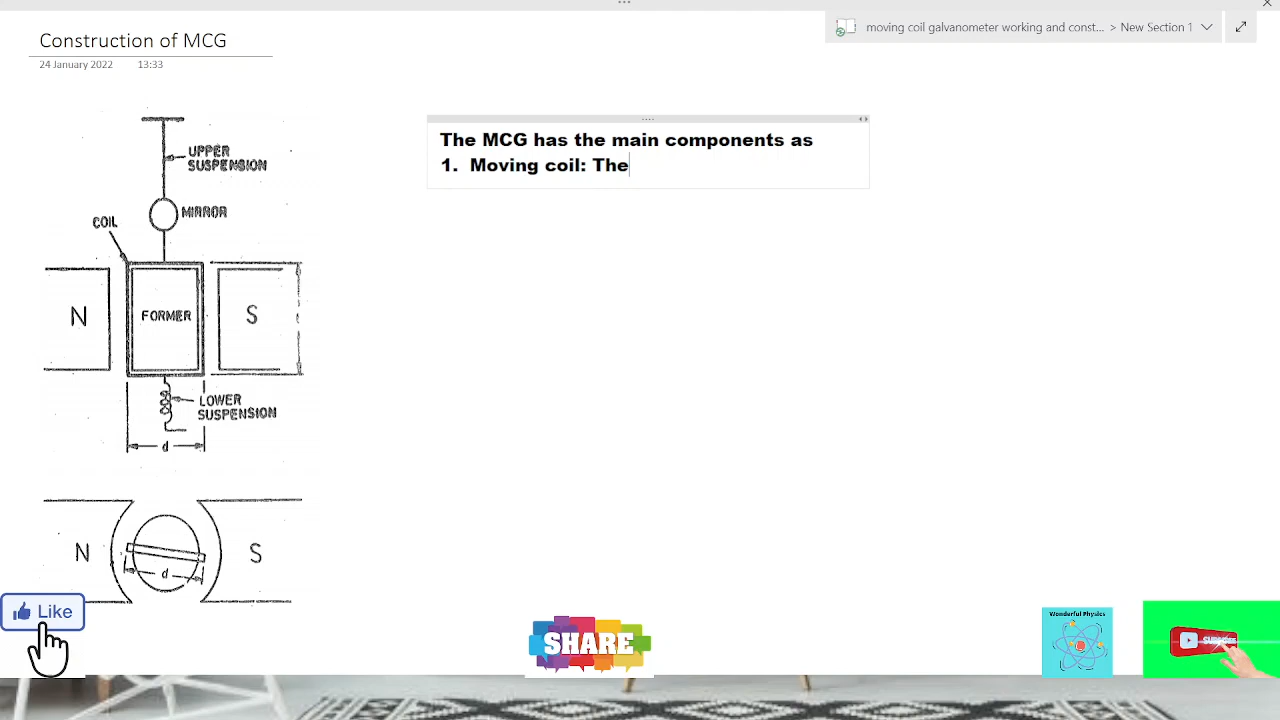 moving coil galvanometer working and const... > New Section 1
Construction of MCG
24 January 2022 13:33
The MCG has the main components as
1. Moving coil: The
UPPER
SUSPENSION
MIRROR
COIL
N
FORMER
S
LOWER
SUSPENSION
d
N
S
d
Like
SHARE
Wonderful Physics
SUBSCRIBE